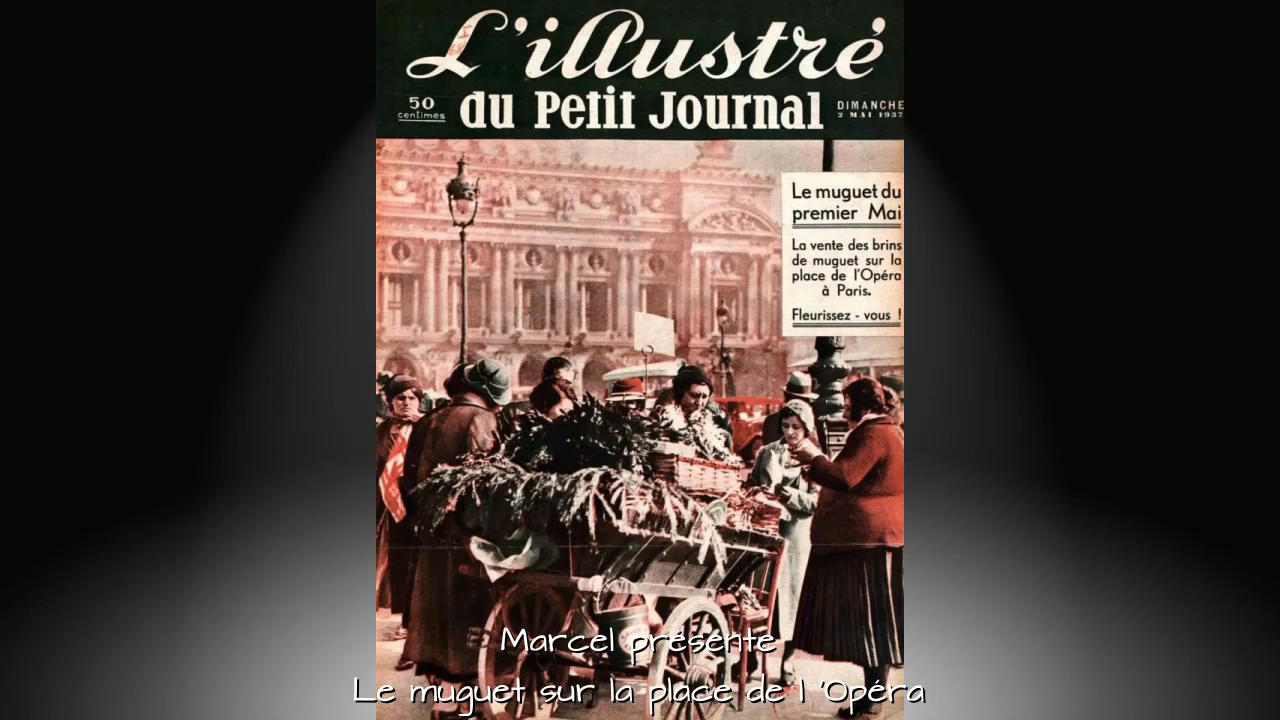 L'illustré
du Petit Journal
50
centimes
DIMANCHE
2 MAI 1937
Le muguet du
premier Mai
La vente des brins
de muguet sur la
place de l'Opéra
à Paris.
Fleurissez - vous !
Marcel présente
Le muguet sur la place de l 'Opéra